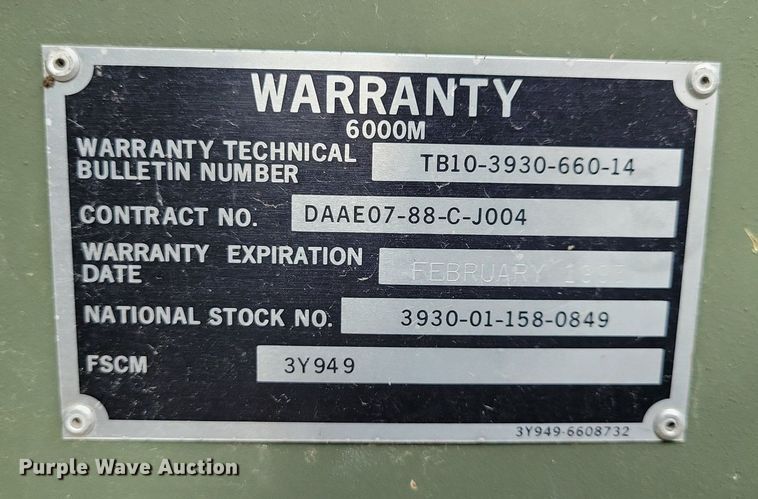 WARRANTY
6000M
WARRANTY TECHNICAL
BULLETIN NUMBER TB10-3930-660-14
CONTRACT NO. DAAE07-88-C-J004
WARRANTY EXPIRATION
DATE FEBRUARY
NATIONAL STOCK NO. 3930-01-158-0849
FSCM 3Y949
3Y949-6608732
Purple Wave Auction